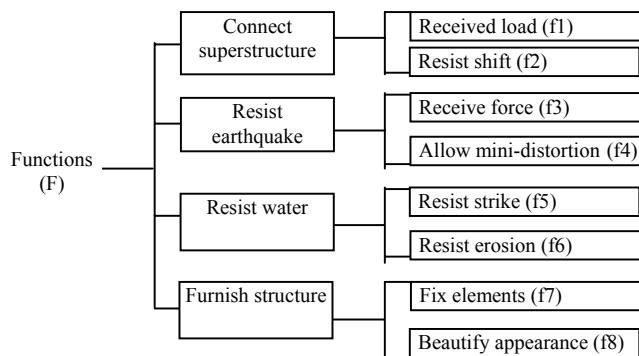 Functions
(F)
Connect
superstructure
Received load (f1)
Resist shift (f2)
Resist
earthquake
Receive force (f3)
Allow mini-distortion (f4)
Resist water
Resist strike (f5)
Resist erosion (f6)
Furnish structure
Fix elements (f7)
Beautify appearance (f8)